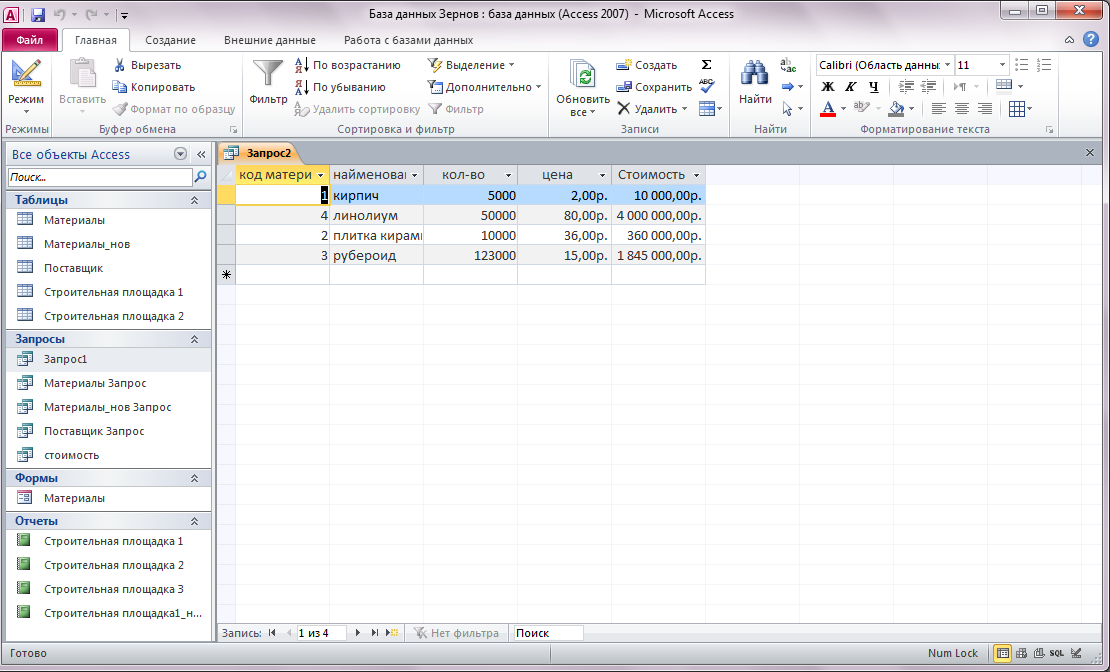 База данных Зернов : база данных (Access 2007) - Microsoft Access
Файл Главная Создание Внешние данные Работа с базами данных
Режим
Режимы
Вставить
Вырезать
Копировать
Формат по образцу
Буфер обмена
Фильтр
По возрастанию
По убыванию
Удалить сортировку
Выделение
Дополнительно
Фильтр
Сортировка и фильтр
Обновить
все
Создать
Сохранить
Удалить
Записи
Найти
Найти
Calibri (Область данны 11
Ж К Ч
Форматирование текста
Все объекты Access
Поиск...
Таблицы
Материалы
Материалы_нов
Поставщик
Строительная площадка 1
Строительная площадка 2
Запросы
Запрос1
Материалы Запрос
Материалы_нов Запрос
Поставщик Запрос
стоимость
Формы
Материалы
Отчеты
Строительная площадка 1
Строительная площадка 2
Строительная площадка 3
Строительная площадка1_н...
Запрос2
код матери наименован кол-во цена Стоимость
1 кирпич 5000 2,00р. 10 000,00р.
4 линолиум 50000 80,00р. 4 000 000,00р.
2 плитка кирами 10000 36,00р. 360 000,00р.
3 рубероид 123000 15,00р. 1 845 000,00р.
Запись: 1 из 4 Нет фильтра Поиск
Готово Num Lock SQL